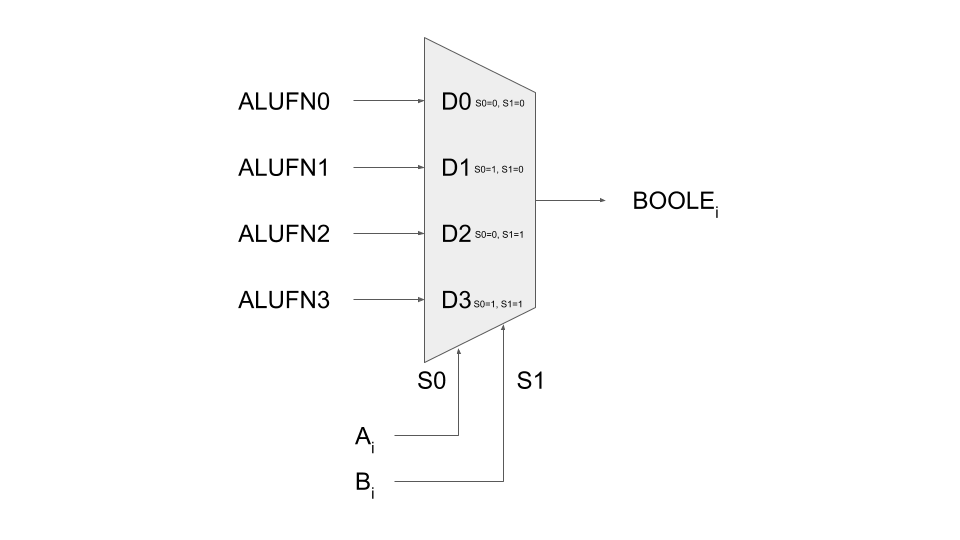 ALUFN0
D0 S0=0, S1=0
ALUFN1
D1 S0=1, S1=0
BOOLEi
ALUFN2
D2 S0=0, S1=1
ALUFN3
D3 S0=1, S1=1
S0
S1
Ai
Bi